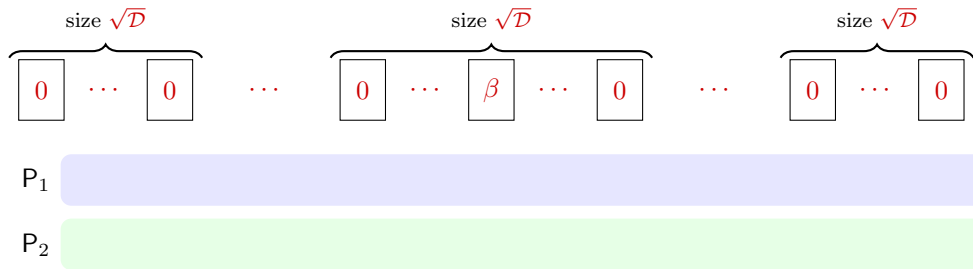 size √𝒟 size √𝒟 size √𝒟
0 ⋯ 0 ⋯ 0 ⋯ β ⋯ 0 ⋯ 0 ⋯ 0
P₁
P₂